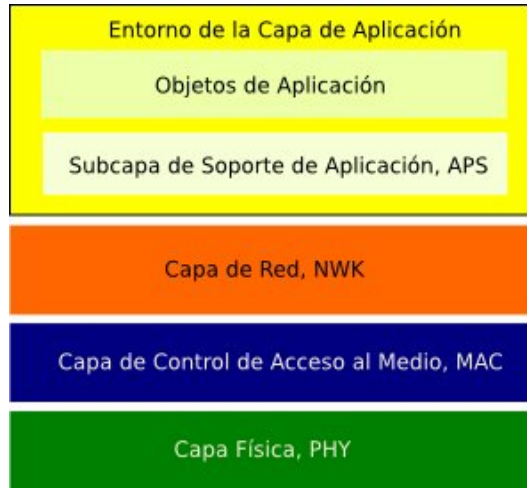 Entorno de la Capa de Aplicación
Objetos de Aplicación
Subcapa de Soporte de Aplicación, APS
Capa de Red, NWK
Capa de Control de Acceso al Medio, MAC
Capa Física, PHY